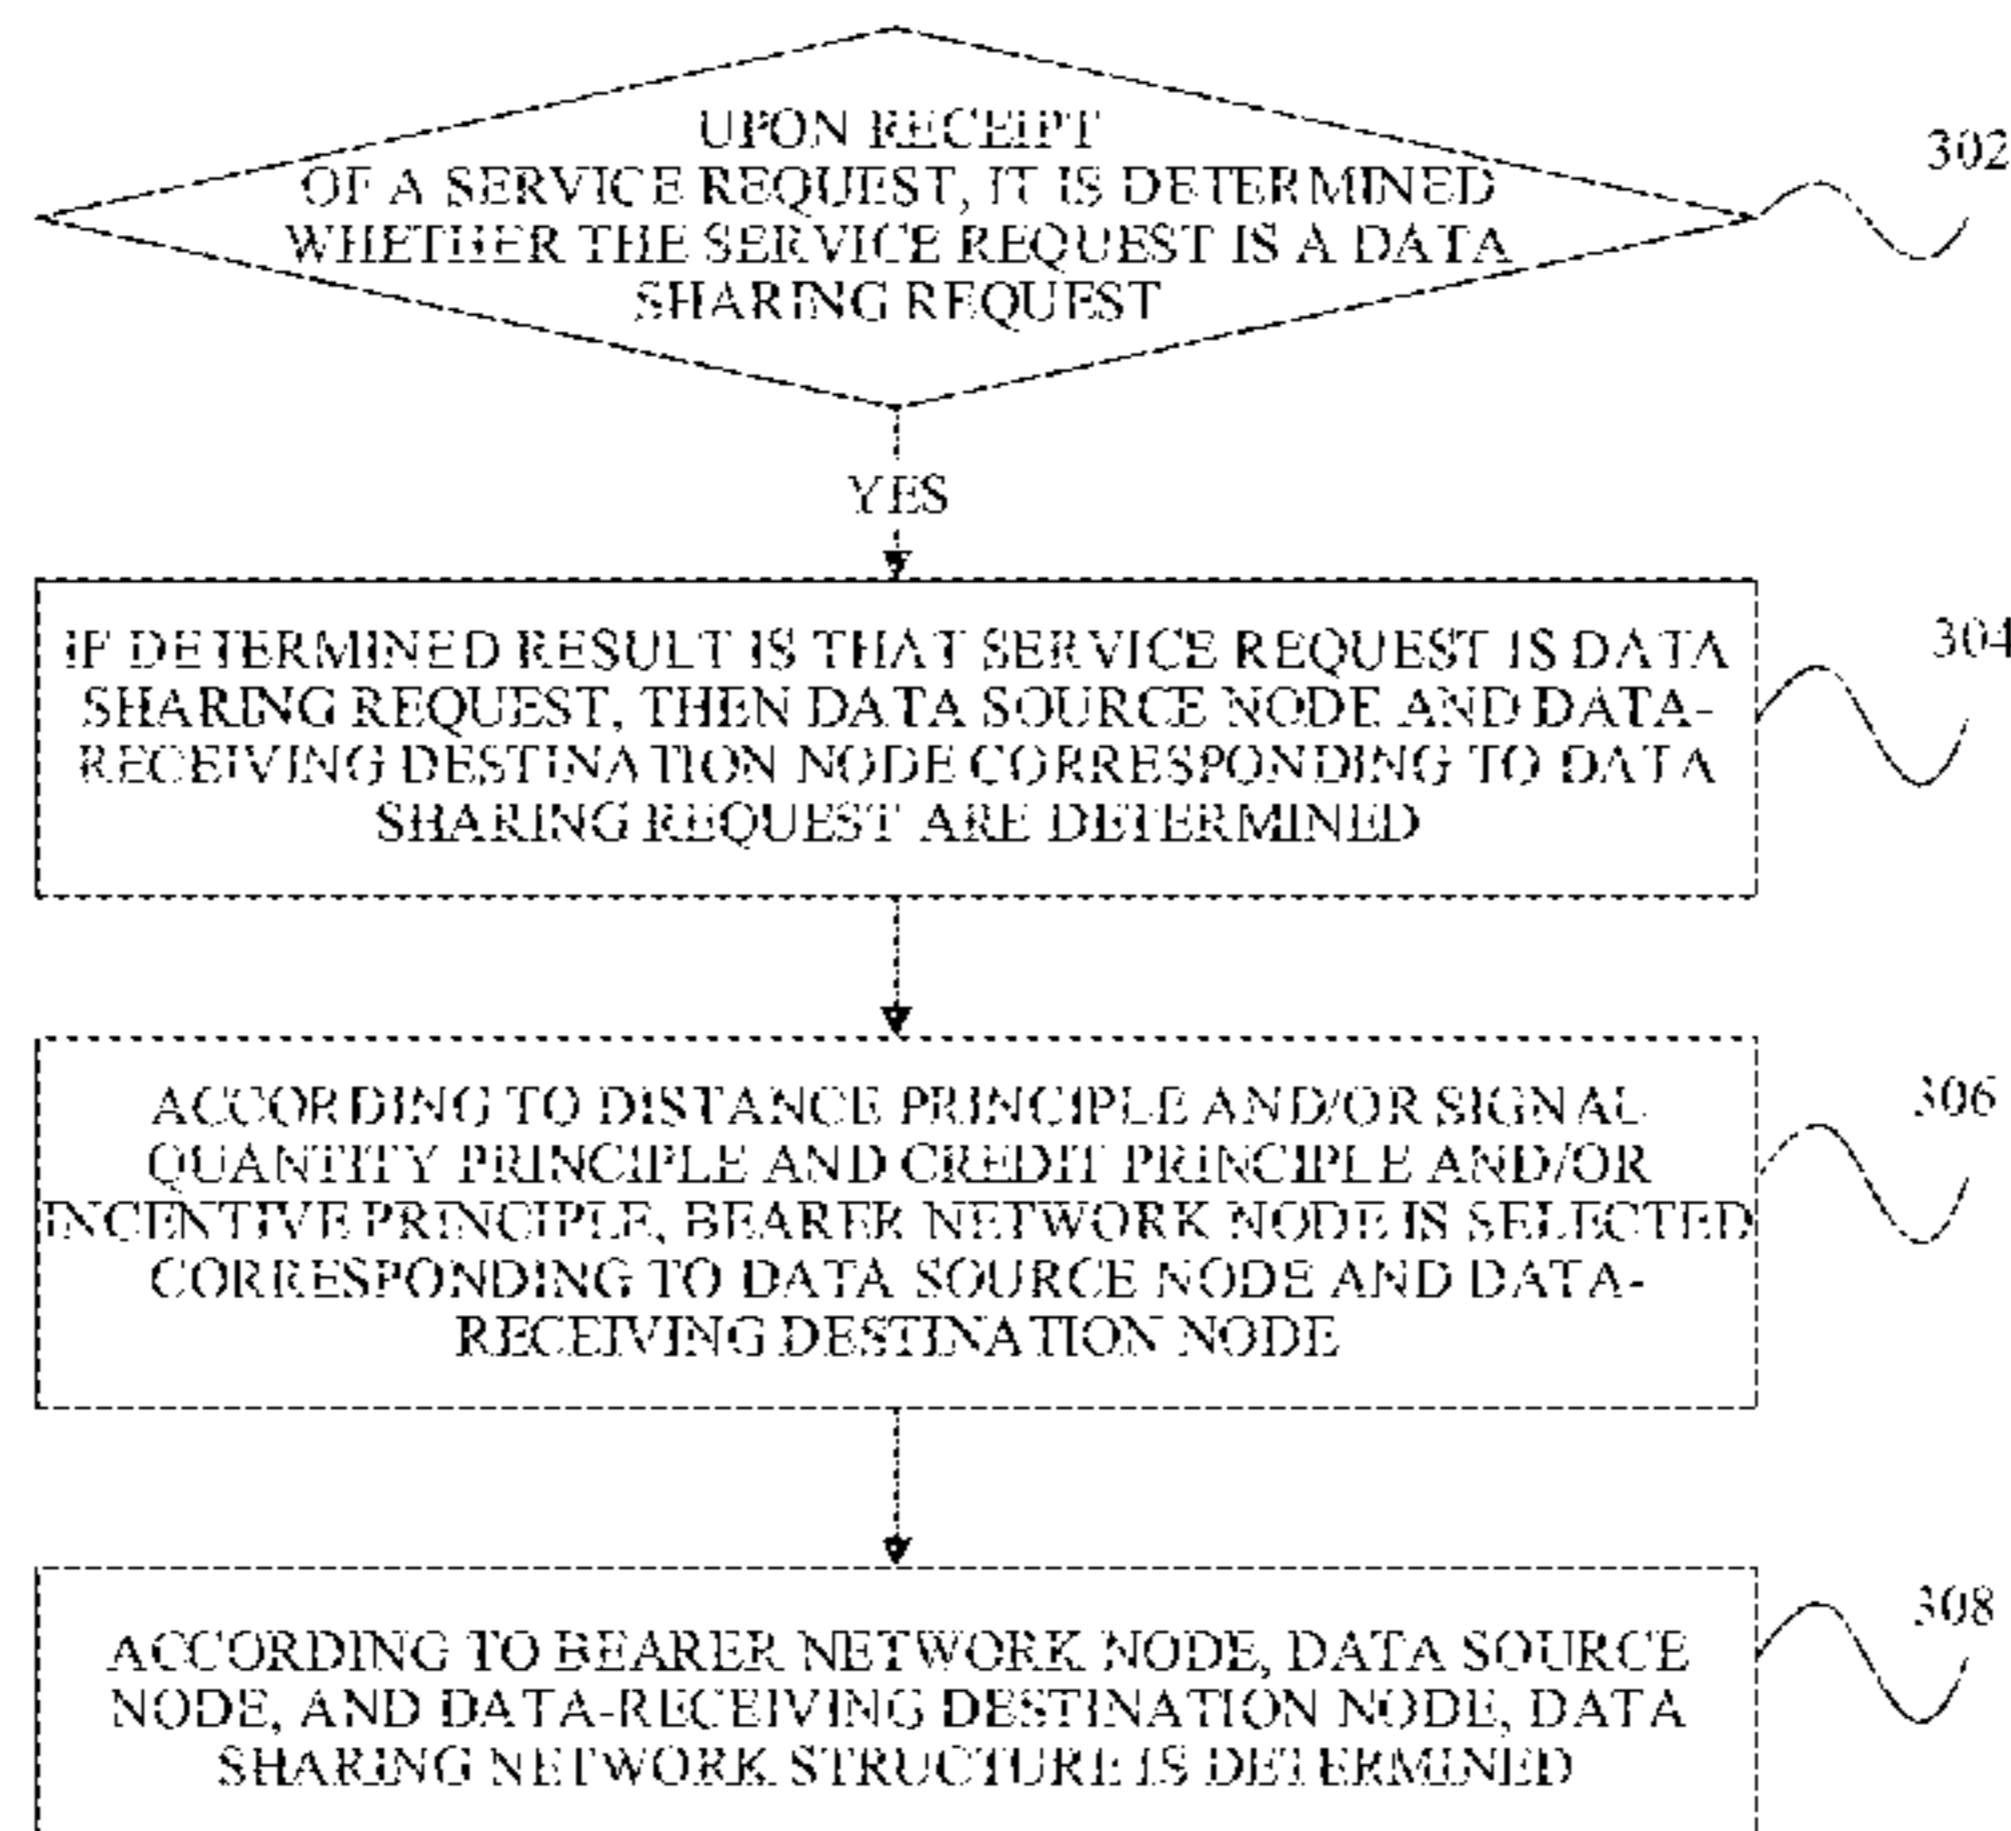 UPON RECEIPT
OF A SERVICE REQUEST, IT IS DETERMINED
WHETHER THE SERVICE REQUEST IS A DATA
SHARING REQUEST
302
YES
IF DETERMINED RESULT IS THAT SERVICE REQUEST IS DATA
SHARING REQUEST, THEN DATA SOURCE NODE AND DATA-
RECEIVING DESTINATION NODE CORRESPONDING TO DATA
SHARING REQUEST ARE DETERMINED
304
ACCORDING TO DISTANCE PRINCIPLE AND/OR SIGNAL
QUANTITY PRINCIPLE AND CREDIT PRINCIPLE AND/OR
INCENTIVE PRINCIPLE, BEARER NETWORK NODE IS SELECTED
CORRESPONDING TO DATA SOURCE NODE AND DATA-
RECEIVING DESTINATION NODE
306
ACCORDING TO BEARER NETWORK NODE, DATA SOURCE
NODE, AND DATA-RECEIVING DESTINATION NODE, DATA
SHARING NETWORK STRUCTURE IS DETERMINED
308